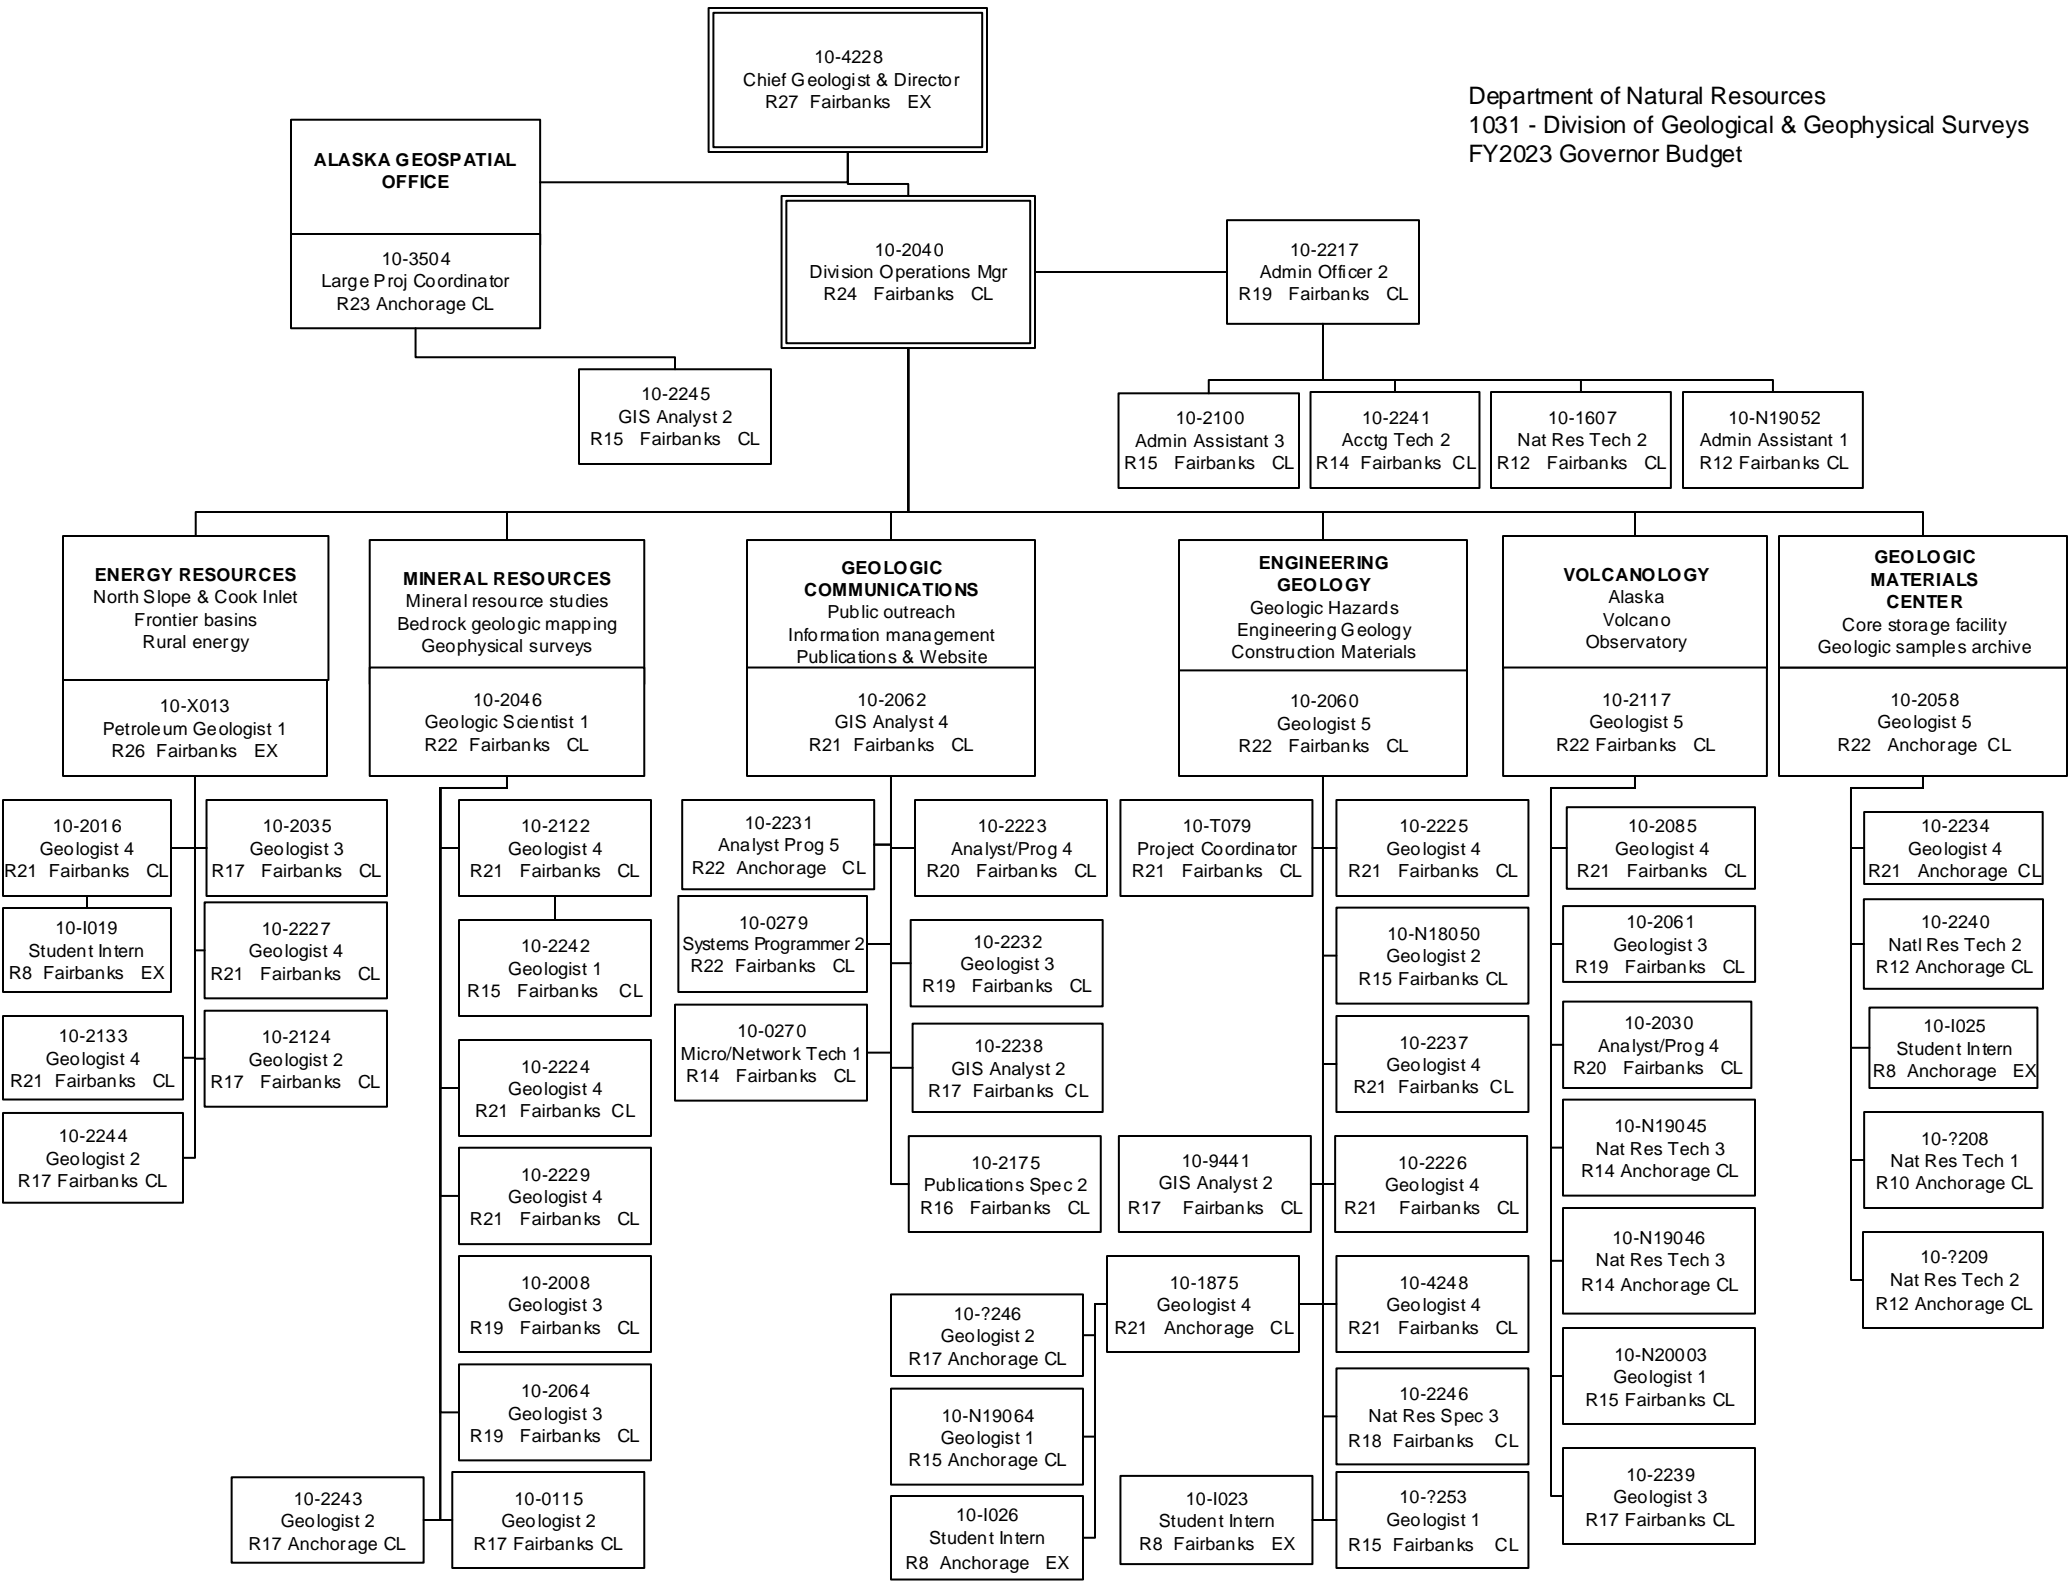 10-4228
Chief Geologist & Director
R27 Fairbanks EX
Department of Natural Resources
1031 - Division of Geological & Geophysical Surveys
FY2023 Governor Budget
ALASKA GEOSPATIAL
OFFICE
10-3504
Large Proj Coordinator
R23 Anchorage CL
10-2040
Division Operations Mgr
R24 Fairbanks CL
10-2217
Admin Officer 2
R19 Fairbanks CL
10-2245
GIS Analyst 2
R15 Fairbanks CL
10-2100
Admin Assistant 3
R15 Fairbanks CL
10-2241
Acctg Tech 2
R14 Fairbanks CL
10-1607
Nat Res Tech 2
R12 Fairbanks CL
10-N19052
Admin Assistant 1
R12 Fairbanks CL
ENERGY RESOURCES
North Slope & Cook Inlet
Frontier basins
Rural energy
10-X013
Petroleum Geologist 1
R26 Fairbanks EX
10-2016
Geologist 4
R21 Fairbanks CL
10-2035
Geologist 3
R17 Fairbanks CL
10-I019
Student Intern
R8 Fairbanks EX
10-2227
Geologist 4
R21 Fairbanks CL
10-2133
Geologist 4
R21 Fairbanks CL
10-2124
Geologist 2
R17 Fairbanks CL
10-2244
Geologist 2
R17 Fairbanks CL
MINERAL RESOURCES
Mineral resource studies
Bedrock geologic mapping
Geophysical surveys
10-2046
Geologic Scientist 1
R22 Fairbanks CL
10-2122
Geologist 4
R21 Fairbanks CL
10-2242
Geologist 1
R15 Fairbanks CL
10-2224
Geologist 4
R21 Fairbanks CL
10-2229
Geologist 4
R21 Fairbanks CL
10-2008
Geologist 3
R19 Fairbanks CL
10-2064
Geologist 3
R19 Fairbanks CL
10-2243
Geologist 2
R17 Anchorage CL
10-0115
Geologist 2
R17 Fairbanks CL
GEOLOGIC
COMMUNICATIONS
Public outreach
Information management
Publications & Website
10-2062
GIS Analyst 4
R21 Fairbanks CL
10-2231
Analyst Prog 5
R22 Anchorage CL
10-2223
Analyst/Prog 4
R20 Fairbanks CL
10-0279
Systems Programmer 2
R22 Fairbanks CL
10-2232
Geologist 3
R19 Fairbanks CL
10-0270
Micro/Network Tech 1
R14 Fairbanks CL
10-2238
GIS Analyst 2
R17 Fairbanks CL
10-2175
Publications Spec 2
R16 Fairbanks CL
ENGINEERING
GEOLOGY
Geologic Hazards
Engineering Geology
Construction Materials
10-2060
Geologist 5
R22 Fairbanks CL
10-T079
Project Coordinator
R21 Fairbanks CL
10-2225
Geologist 4
R21 Fairbanks CL
10-N18050
Geologist 2
R15 Fairbanks CL
10-2237
Geologist 4
R21 Fairbanks CL
10-9441
GIS Analyst 2
R17 Fairbanks CL
10-2226
Geologist 4
R21 Fairbanks CL
10-1875
Geologist 4
R21 Anchorage CL
10-4248
Geologist 4
R21 Fairbanks CL
10-?246
Geologist 2
R17 Anchorage CL
10-N19064
Geologist 1
R15 Anchorage CL
10-I026
Student Intern
R8 Anchorage EX
10-2246
Nat Res Spec 3
R18 Fairbanks CL
10-I023
Student Intern
R8 Fairbanks EX
10-?253
Geologist 1
R15 Fairbanks CL
VOLCANOLOGY
Alaska
Volcano
Observatory
10-2117
Geologist 5
R22 Fairbanks CL
10-2085
Geologist 4
R21 Fairbanks CL
10-2061
Geologist 3
R19 Fairbanks CL
10-2030
Analyst/Prog 4
R20 Fairbanks CL
10-N19045
Nat Res Tech 3
R14 Anchorage CL
10-N19046
Nat Res Tech 3
R14 Anchorage CL
10-N20003
Geologist 1
R15 Fairbanks CL
10-2239
Geologist 3
R17 Fairbanks CL
GEOLOGIC
MATERIALS
CENTER
Core storage facility
Geologic samples archive
10-2058
Geologist 5
R22 Anchorage CL
10-2234
Geologist 4
R21 Anchorage CL
10-2240
Natl Res Tech 2
R12 Anchorage CL
10-I025
Student Intern
R8 Anchorage EX
10-?208
Nat Res Tech 1
R10 Anchorage CL
10-?209
Nat Res Tech 2
R12 Anchorage CL